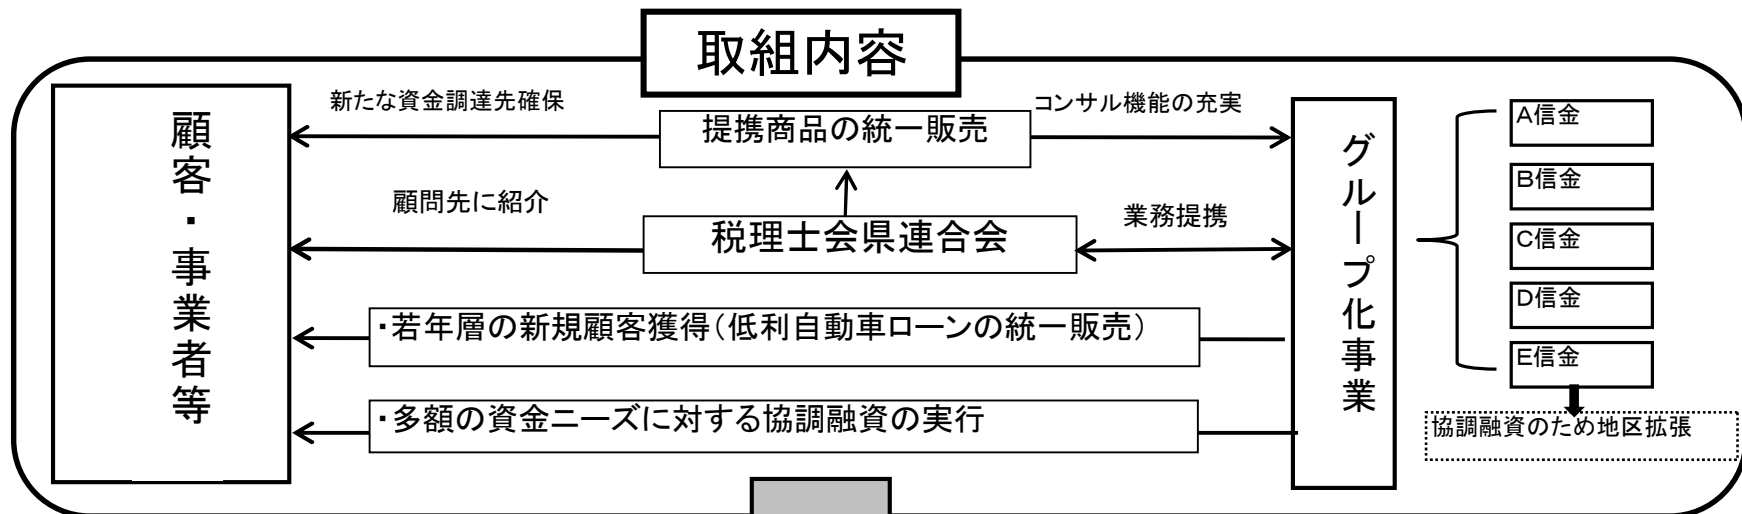 取組内容
顧客・事業者等
新たな資金調達先確保
提携商品の統一販売
コンサル機能の充実
顧問先に紹介
税理士会県連合会
業務提携
・若年層の新規顧客獲得(低利自動車ローンの統一販売)
・多額の資金ニーズに対する協調融資の実行
グループ化事業
A信金
B信金
C信金
D信金
E信金
協調融資のため地区拡張